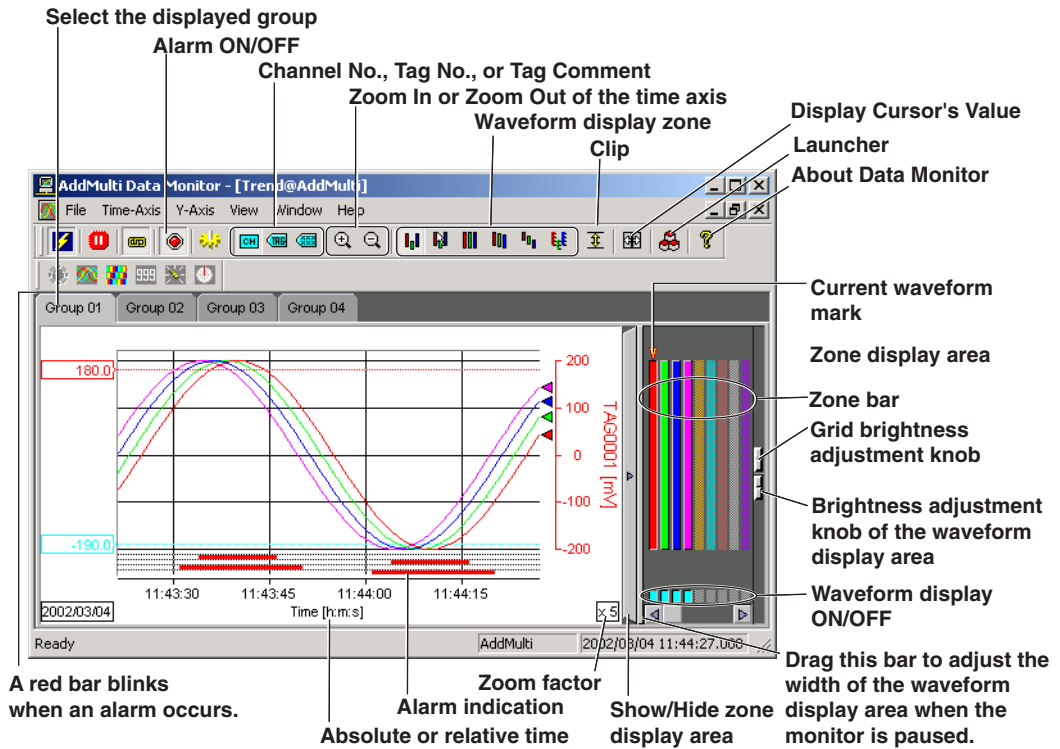 Select the displayed group
Alarm ON/OFF
Channel No., Tag No., or Tag Comment
Zoom In or Zoom Out of the time axis
Waveform display zone
Clip
Display Cursor's Value
Launcher
About Data Monitor
AddMulti Data Monitor - [Trend@AddMulti]
File Time-Axis Y-Axis View Window Help
CH TAG
999
Group 01 Group 02 Group 03 Group 04
180.0
-190.0
200
100
0
-100
-200
TAG0001 [mV]
11:43:30 11:43:45 11:44:00 11:44:15
2002/03/04
Time [h:m:s]
x 5
Ready
AddMulti
2002/03/04 11:44:27.000
Current waveform
mark
Zone display area
Zone bar
Grid brightness
adjustment knob
Brightness adjustment
knob of the waveform
display area
Waveform display
ON/OFF
Drag this bar to adjust the
width of the waveform
display area when the
monitor is paused.
A red bar blinks
when an alarm occurs.
Zoom factor
Alarm indication
Absolute or relative time
Show/Hide zone
display area